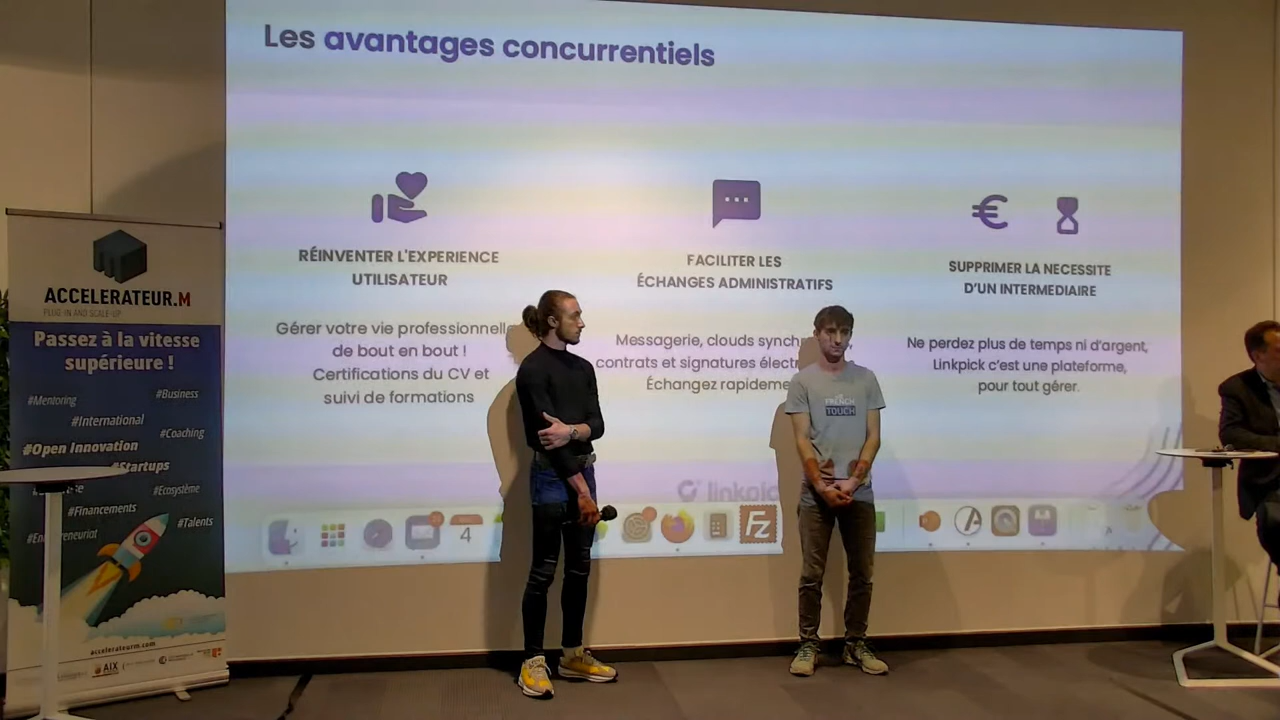 Les avantages concurrentiels
RÉINVENTER L'EXPERIENCE
UTILISATEUR
Gérer votre vie professionnelle
de bout en bout !
Certifications du CV et
suivi de formations
FACILITER LES
ÉCHANGES ADMINISTRATIFS
Messagerie, clouds synch
contrats et signatures électr
Échangez rapideme
SUPPRIMER LA NECESSITE
D'UN INTERMEDIAIRE
Ne perdez plus de temps ni d'argent,
Linkpick c'est une plateforme,
pour tout gérer.
linkpic
4
FZ
ACCELERATEUR.M
PLUG-IN AND SCALE-UP
Passez à la vitesse
supérieure !
#Mentoring
#Business
#International
#Coaching
#Open Innovation
#Startups
#Ecosystème
#Financements
#Talents
accelerateurm.com
AIX
FRENCH
TOUCH